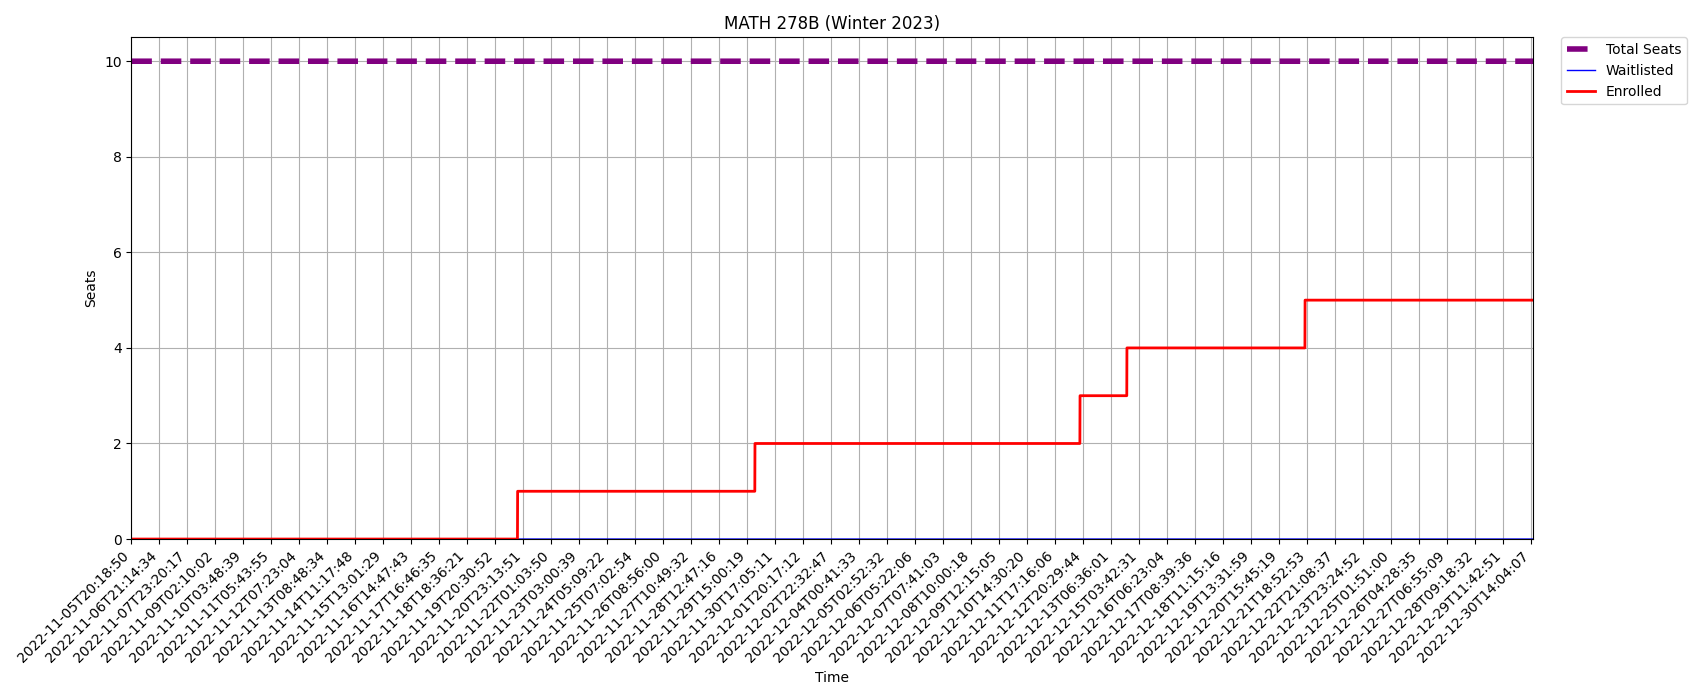 MATH 278B (Winter 2023)
Total Seats
Waitlisted
Enrolled
Seats
10
8
6
4
2
0
2022-11-05T20:18:50
2022-11-06T21:14:34
2022-11-07T23:20:17
2022-11-09T02:10:02
2022-11-10T03:48:39
2022-11-11T05:43:55
2022-11-12T07:23:04
2022-11-13T08:48:34
2022-11-14T11:17:48
2022-11-15T13:01:29
2022-11-16T14:47:43
2022-11-17T16:46:35
2022-11-18T18:36:21
2022-11-19T20:30:52
2022-11-20T23:13:51
2022-11-22T01:03:50
2022-11-23T03:00:39
2022-11-24T05:09:22
2022-11-25T07:02:54
2022-11-26T08:56:00
2022-11-27T10:49:32
2022-11-28T12:47:16
2022-11-29T15:00:19
2022-11-30T17:05:11
2022-12-01T20:17:12
2022-12-02T22:32:47
2022-12-04T00:41:33
2022-12-05T02:52:32
2022-12-06T05:22:06
2022-12-07T07:41:03
2022-12-08T10:00:18
2022-12-09T12:15:05
2022-12-10T14:30:20
2022-12-11T17:16:06
2022-12-12T20:29:44
2022-12-13T06:36:01
2022-12-15T03:42:31
2022-12-16T06:23:04
2022-12-17T08:39:36
2022-12-18T11:15:16
2022-12-19T13:31:59
2022-12-20T15:45:19
2022-12-21T18:52:53
2022-12-22T21:08:37
2022-12-23T23:24:52
2022-12-25T01:51:00
2022-12-26T04:28:35
2022-12-27T06:55:09
2022-12-28T09:18:32
2022-12-29T11:42:51
2022-12-30T14:04:07
Time